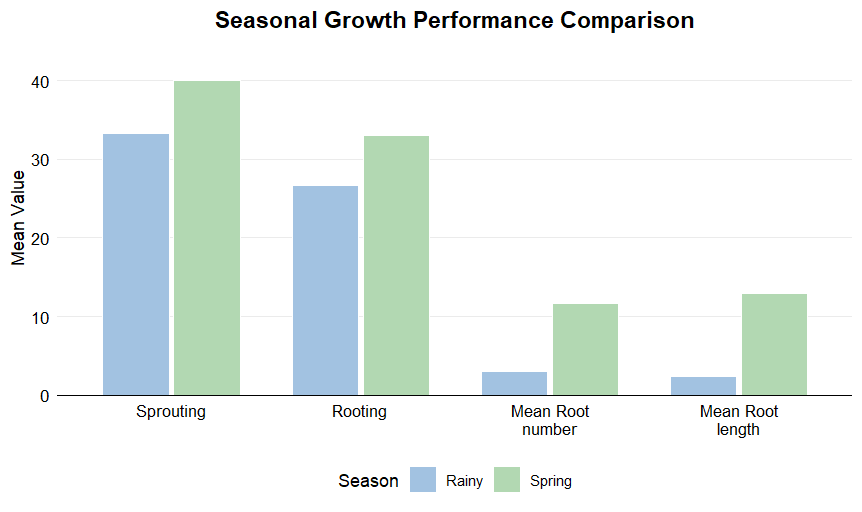 Seasonal Growth Performance Comparison
Mean Value
40
30
20
10
0
Sprouting
Rooting
Mean Root
number
Mean Root
length
Season
Rainy
Spring